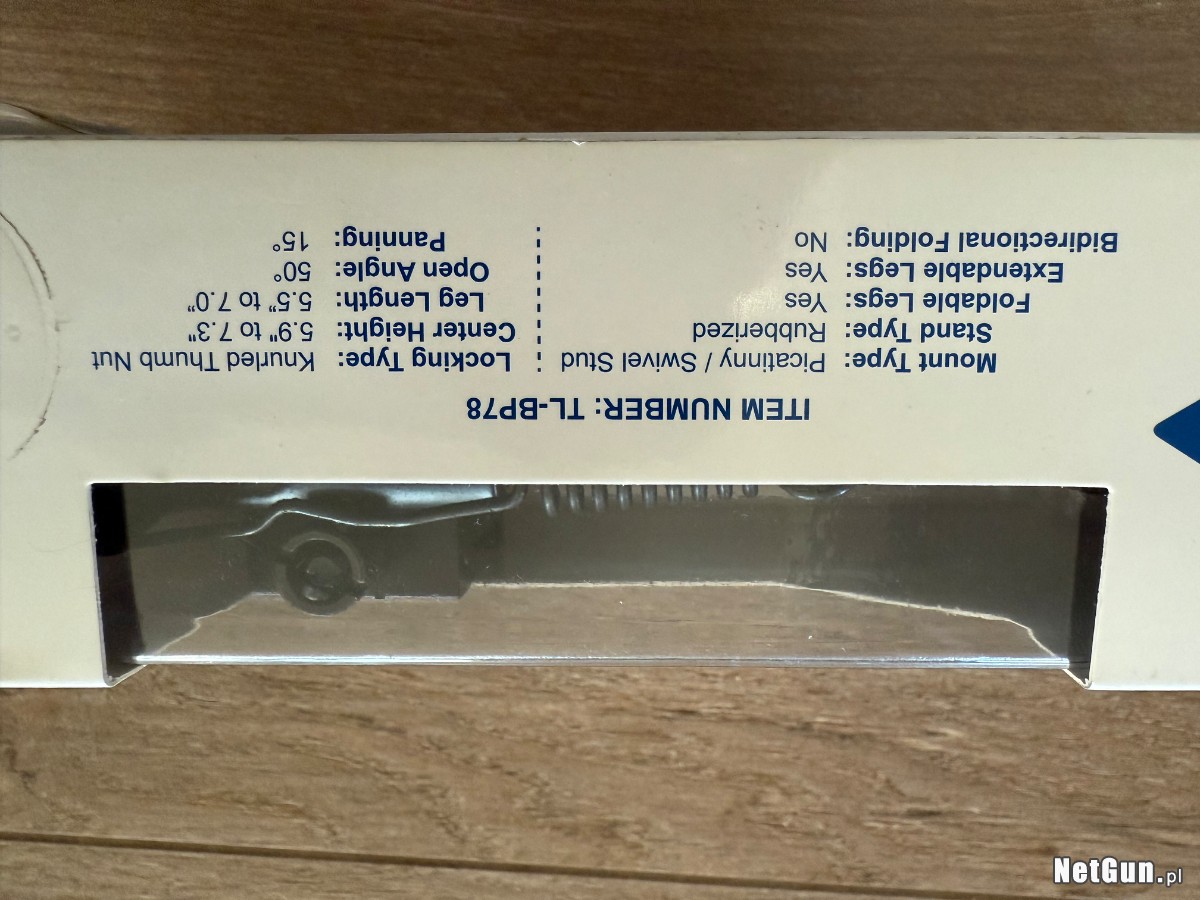 ITEM NUMBER: TL-BP78
Mount Type: Picatinny / Swivel Stud
Stand Type: Rubberized
Foldable Legs: Yes
Extendable Legs: Yes
Bidirectional Folding: No
Locking Type: Knurled Thumb Nut
Center Height: 5.9" to 7.3"
Leg Length: 5.5" to 7.0"
Open Angle: 50°
Panning: 15°
NetGun.pl